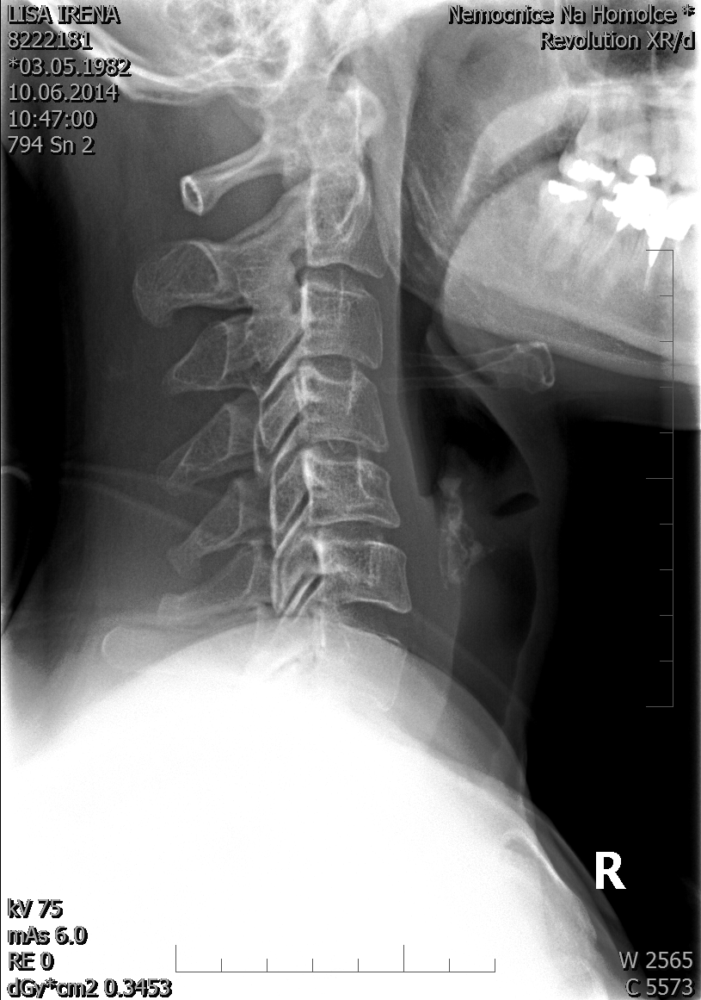 LISA IRENA
8222181
*03.05.1982
10.06.2014
10:47:00
794 Sn 2
Nemocnice Na Homolce *
Revolution XR/d
R
kV 75
mAs 6.0
RE 0
dGy*cm2 0.3453
W 2565
C 5573